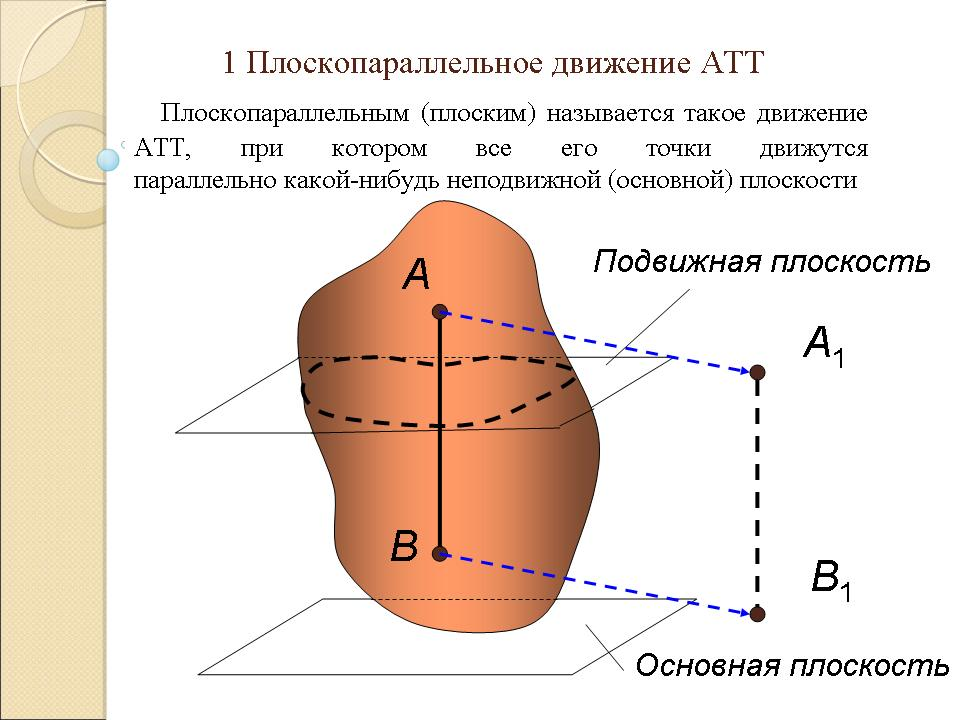 1 Плоскопараллельное движение АТТ
Плоскопараллельным (плоским) называется такое движение
АТТ, при котором все его точки движутся
параллельно какой-нибудь неподвижной (основной) плоскости
Подвижная плоскость
A
A1
B
B1
Основная плоскость